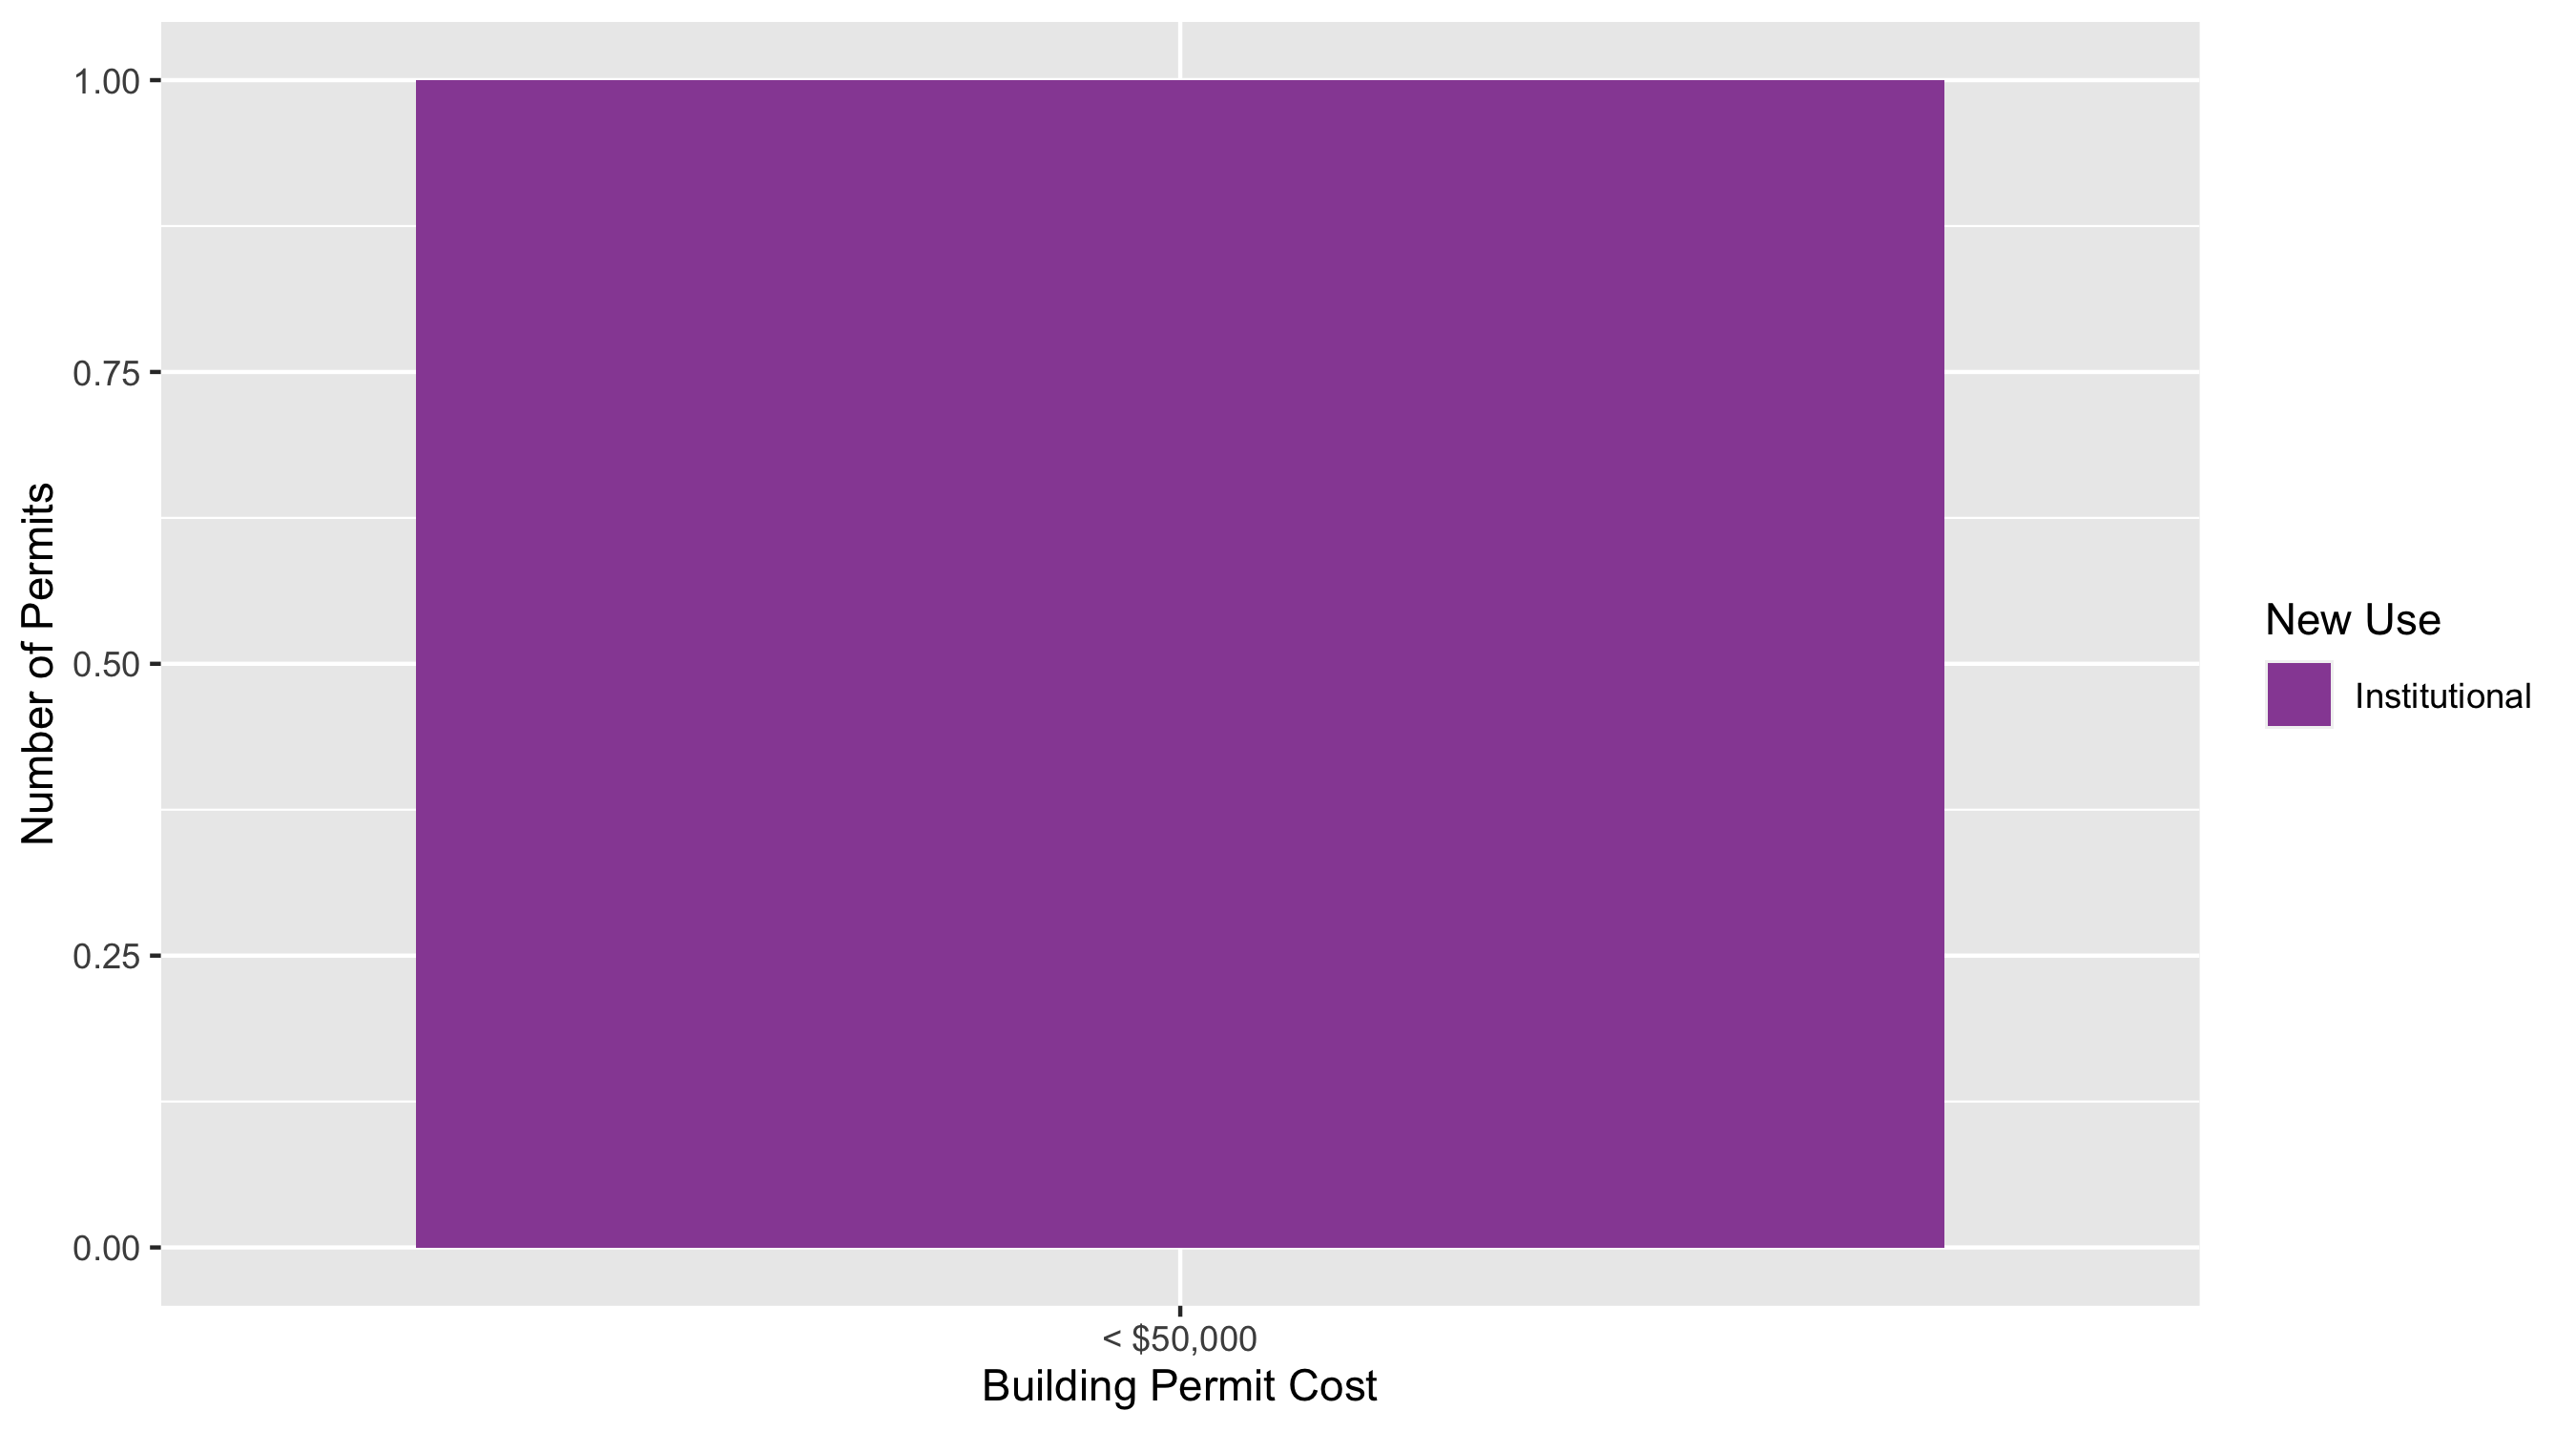 Number of Permits
1.00
0.75
0.50
0.25
0.00
< $50,000
Building Permit Cost
New Use
Institutional